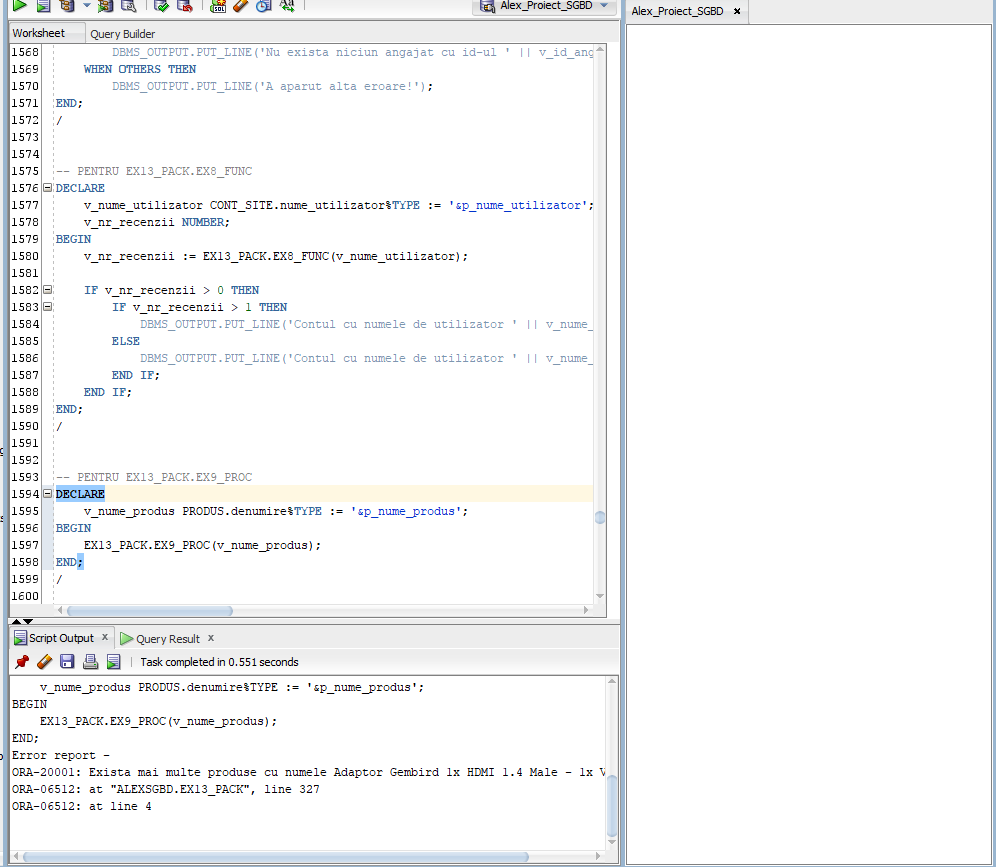 Alex_Proiect_SGBD
Alex_Proiect_SGBD
Worksheet
Query Builder
1568 DBMS_OUTPUT.PUT_LINE('Nu exista niciun angajat cu id-ul ' || v_id_ang
1569 WHEN OTHERS THEN
1570 DBMS_OUTPUT.PUT_LINE('A aparut alta eroare!');
1571 END;
1572 /
1573
1574
1575 -- PENTRU EX13_PACK.EX8_FUNC
1576 DECLARE
1577 v_nume_utilizator CONT_SITE.nume_utilizator%TYPE := '&p_nume_utilizator';
1578 v_nr_recenzii NUMBER;
1579 BEGIN
1580 v_nr_recenzii := EX13_PACK.EX8_FUNC(v_nume_utilizator);
1581
1582 IF v_nr_recenzii > 0 THEN
1583 IF v_nr_recenzii > 1 THEN
1584 DBMS_OUTPUT.PUT_LINE('Contul cu numele de utilizator ' || v_nume_
1585 ELSE
1586 DBMS_OUTPUT.PUT_LINE('Contul cu numele de utilizator ' || v_nume_
1587 END IF;
1588 END IF;
1589 END;
1590 /
1591
1592
1593 -- PENTRU EX13_PACK.EX9_PROC
1594 DECLARE
1595 v_nume_produs PRODUS.denumire%TYPE := '&p_nume_produs';
1596 BEGIN
1597 EX13_PACK.EX9_PROC(v_nume_produs);
1598 END;
1599 /
1600
Script Output x
Query Result x
Task completed in 0.551 seconds
v_nume_produs PRODUS.denumire%TYPE := '&p_nume_produs';
BEGIN
EX13_PACK.EX9_PROC(v_nume_produs);
END;
Error report -
ORA-20001: Exista mai multe produse cu numele Adaptor Gembird 1x HDMI 1.4 Male - 1x V
ORA-06512: at "ALEXSGBD.EX13_PACK", line 327
ORA-06512: at line 4